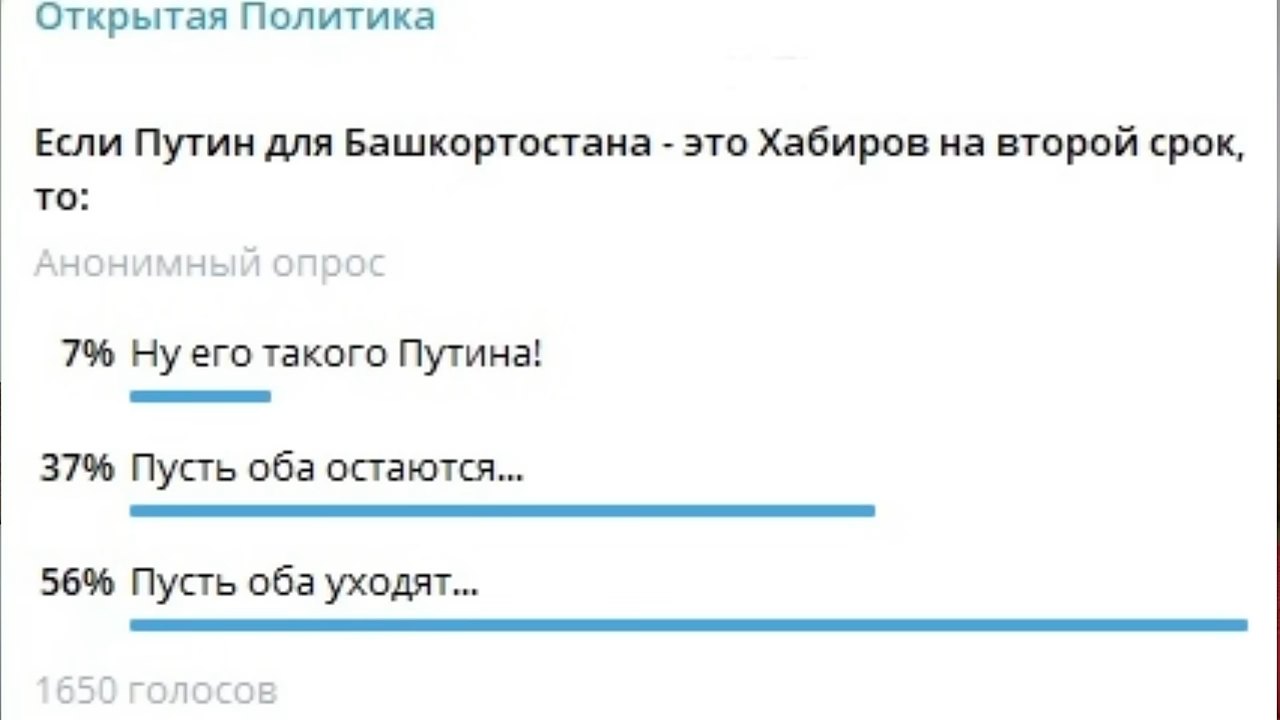 Открытая Политика
Если Путин для Башкортостана - это Хабиров на второй срок,
то:
Анонимный опрос
7% Ну его такого Путина!
37% Пусть оба остаются...
56% Пусть оба уходят...
1650 голосов